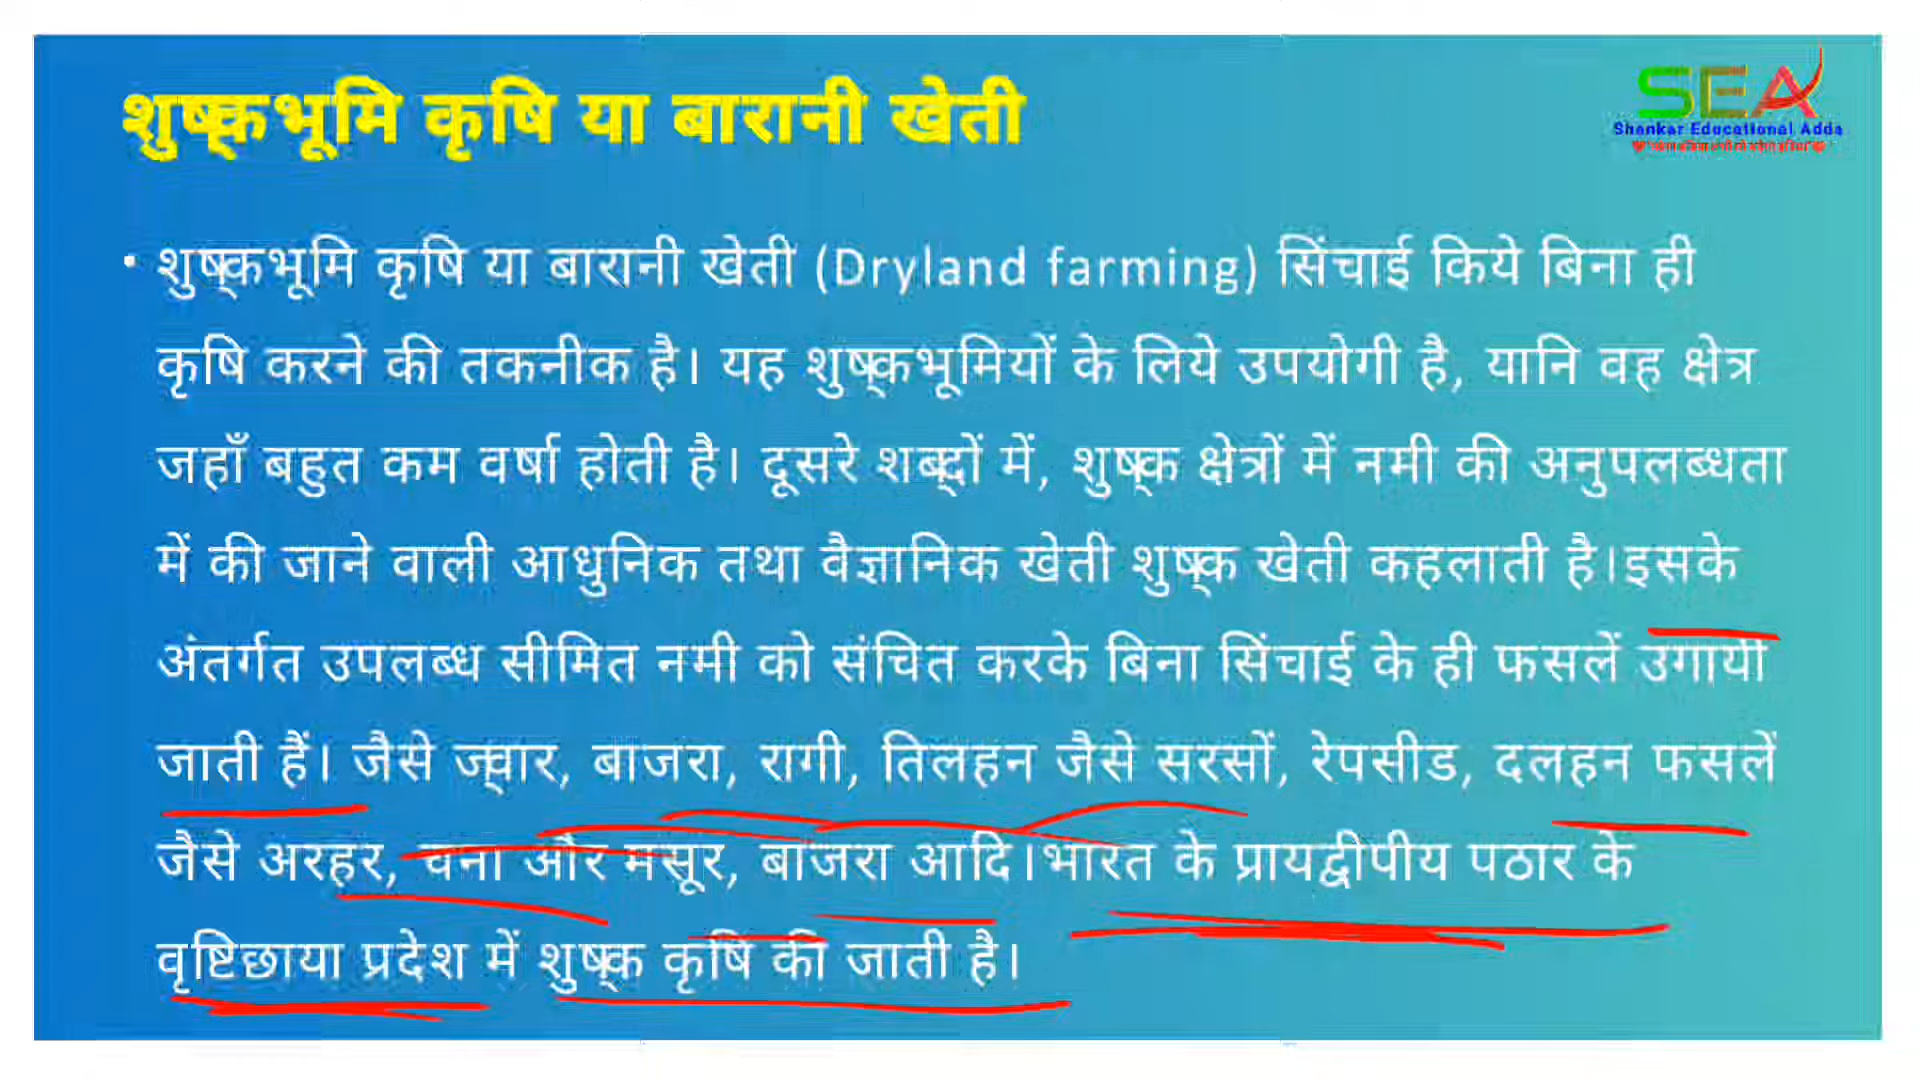 शुष्कभूमि कृषि या बारानी खेती
SEA
Shankar Educational Adda
• शुष्कभूमि कृषि या बारानी खेती (Dryland farming) सिंचाई किये बिना ही
कृषि करने की तकनीक है। यह शुष्कभूमियों के लिये उपयोगी है, यानि वह क्षेत्र
जहाँ बहुत कम वर्षा होती है। दूसरे शब्दों में, शुष्क क्षेत्रों में नमी की अनुपलब्धता
में की जाने वाली आधुनिक तथा वैज्ञानिक खेती शुष्क खेती कहलाती है।इसके
अंतर्गत उपलब्ध सीमित नमी को संचित करके बिना सिंचाई के ही फसलें उगायी
जाती हैं। जैसे ज्वार, बाजरा, रागी, तिलहन जैसे सरसों, रेपसीड, दलहन फसलें
जैसे अरहर, चना और मसूर, बाजरा आदि।भारत के प्रायद्वीपीय पठार के
वृष्टिछाया प्रदेश में शुष्क कृषि की जाती है।